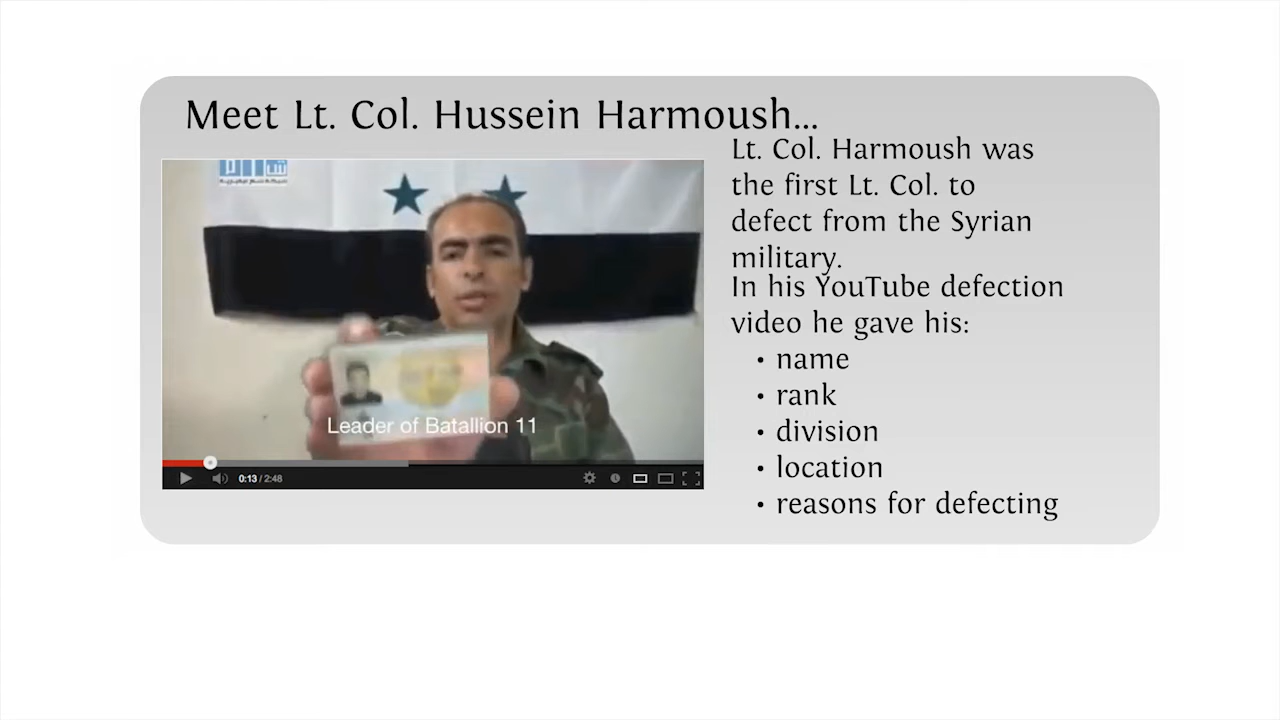 Meet Lt. Col. Hussein Harmoush...
Lt. Col. Harmoush was
the first Lt. Col. to
defect from the Syrian
military.
In his YouTube defection
video he gave his:
• name
• rank
• division
• location
• reasons for defecting
شام
Leader of Batallion 11
0:13 / 2:48